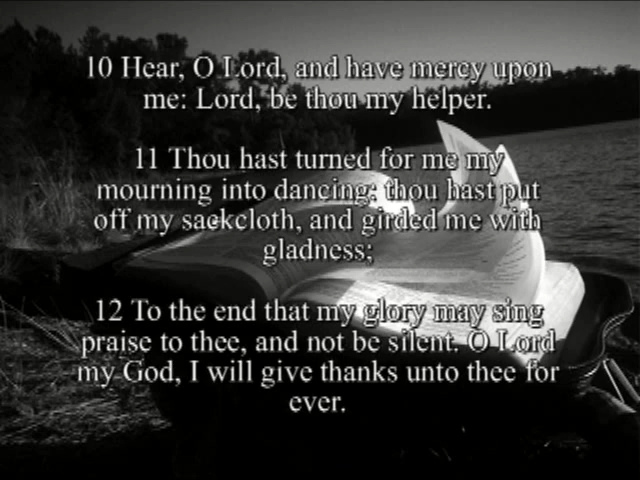 10 Hear, O Lord, and have mercy upon
me: Lord, be thou my helper.
11 Thou hast turned for me my
mourning into dancing: thou hast put
off my sackcloth, and girded me with
gladness;
12 To the end that my glory may sing
praise to thee, and not be silent. O Lord
my God, I will give thanks unto thee for
ever.